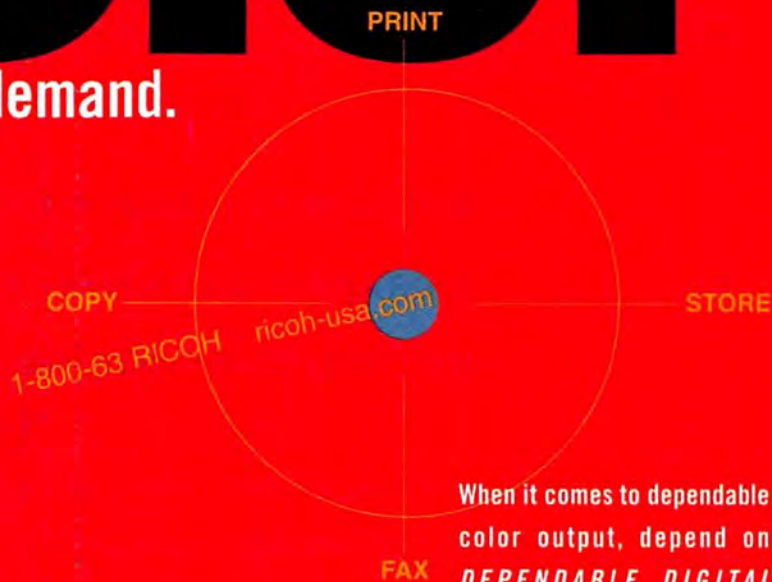 PRINT
demand.
COPY
STORE
1-800-63 RICOH ricoh-usa.com
When it comes to dependable
color output, depend on
FAX
DEPENDABLE DIGITAL